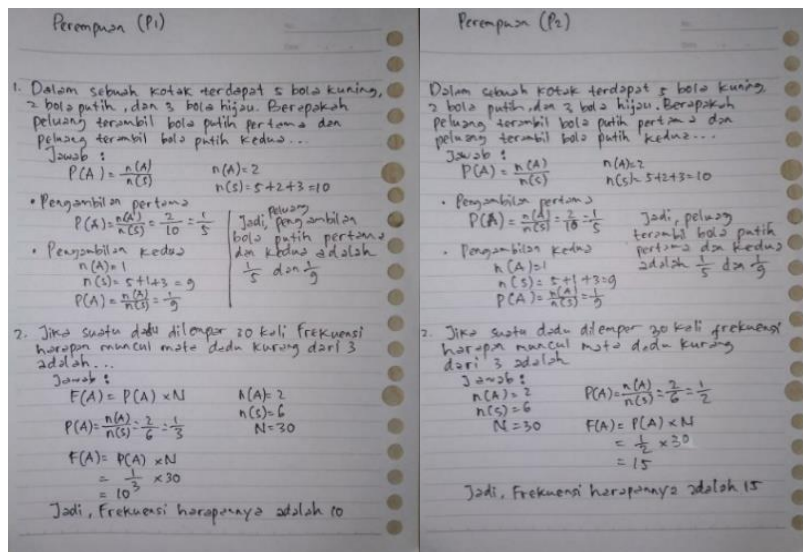 Perempuan (P1)
1. Dalam sebuah kotak terdapat 5 bola kuning,
2 bola putih, dan 3 bola hijau. Berapakah
peluang terambil bola putih pertama dan
peluang terambil bola putih kedua...
Jawab :
P(A) = n(A)/n(S)
n(A) = 2
n(S) = 5+2+3 = 10
• Pengambilan pertama
P(A) = n(A)/n(S) = 2/10 = 1/5
• Pengambilan kedua
n(A) = 1
n(S) = 5+1+3 = 9
P(A) = n(A)/n(S) = 1/9
peluang
Jadi, pengambilan
bola putih pertama
dan kedua adalah
1/5 dan 1/9
2. Jika suatu dadu dilempar 30 kali frekuensi
harapan muncul mata dadu kurang dari 3
adalah...
Jawab :
F(A) = P(A) x N
P(A) = n(A)/n(S) = 2/6 = 1/3
n(A) = 2
n(S) = 6
N = 30
F(A) = P(A) x N
= 1/3 x 30
= 10
Jadi, Frekuensi harapannya adalah 10
Perempuan (P2)
Dalam sebuah kotak terdapat 5 bola kuning
2 bola putih, dan 3 bola hijau. Berapakah
peluang terambil bola putih pertama dan
peluang terambil bola putih kedua...
Jawab :
P(A) = n(A)/n(S)
n(A) = 2
n(S) = 5+2+3 = 10
• Pengambilan pertama
P(A) = n(A)/n(S) = 2/10 = 1/5
• Pengambilan kedua
n(A) = 1
n(S) = 5+1+3 = 9
P(A) = n(A)/n(S) = 1/9
Jadi, peluang
terambil bola putih
pertama dan kedua
adalah 1/5 dan 1/9
2. Jika suatu dadu dilempar 30 kali frekuensi
harapan muncul mata dadu kurang
dari 3 adalah
Jawab :
n(A) = 2
n(S) = 6
N = 30
P(A) = n(A)/n(S) = 2/6 = 1/2
F(A) = P(A) x N
= 1/2 x 30
= 15
Jadi, Frekuensi harapannya adalah 15